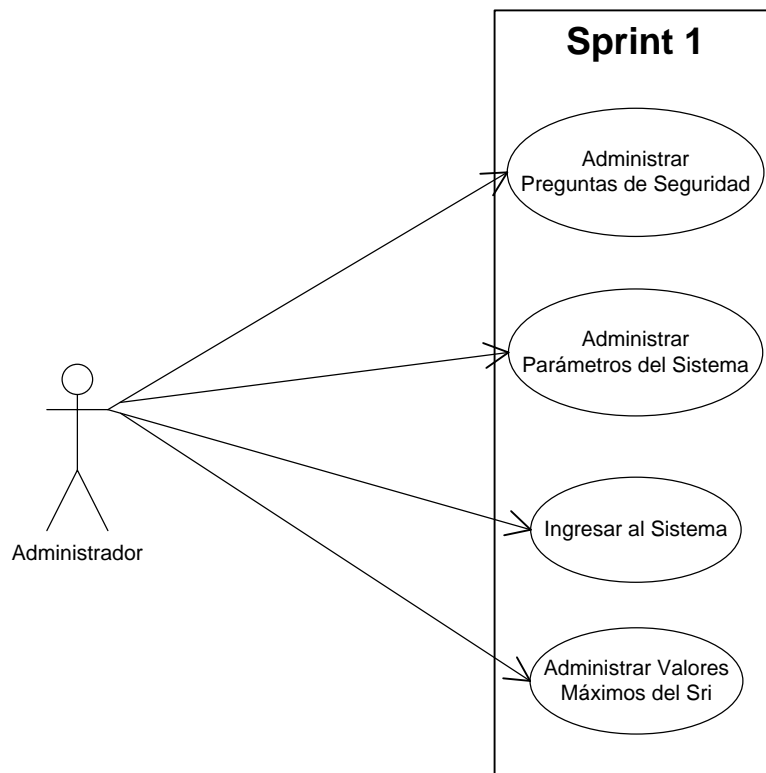 Sprint 1
Administrar
Preguntas de Seguridad
Administrar
Parámetros del Sistema
Ingresar al Sistema
Administrador
Administrar Valores
Máximos del Sri